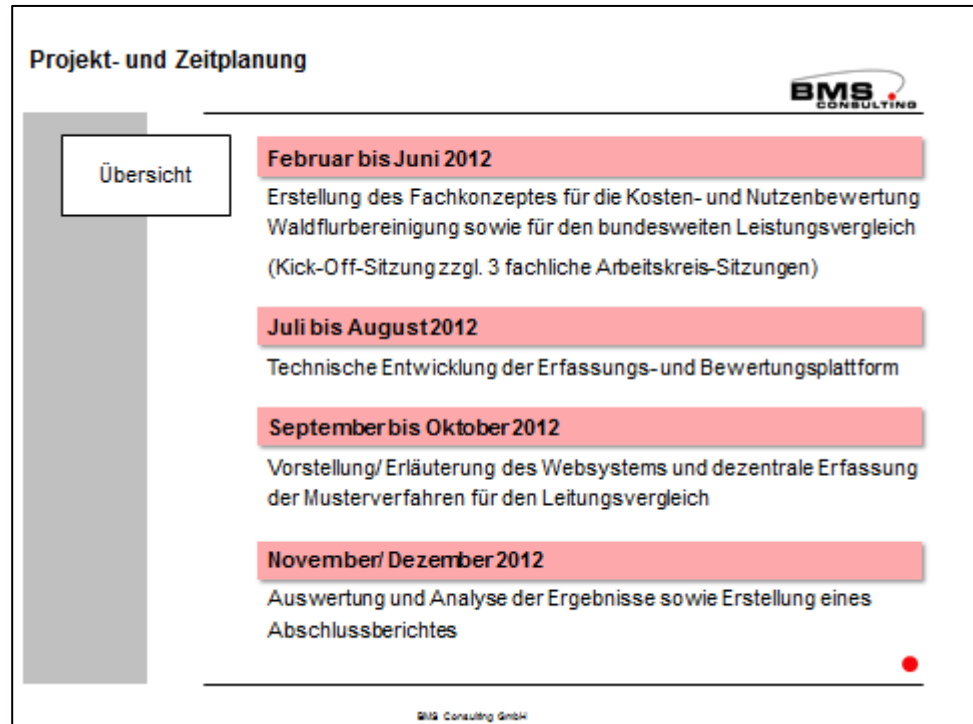 Projekt- und Zeitplanung
BMS
CONSULTING
Übersicht
Februar bis Juni 2012
Erstellung des Fachkonzeptes für die Kosten- und Nutzenbewertung
Waldflurbereinigung sowie für den bundesweiten Leistungsvergleich
(Kick-Off-Sitzung zzgl. 3 fachliche Arbeitskreis-Sitzungen)
Juli bis August 2012
Technische Entwicklung der Erfassungs- und Bewertungsplattform
September bis Oktober 2012
Vorstellung/ Erläuterung des Websystems und dezentrale Erfassung
der Musterverfahren für den Leitungsvergleich
November/ Dezember 2012
Auswertung und Analyse der Ergebnisse sowie Erstellung eines
Abschlussberichtes
BMS Consulting GmbH